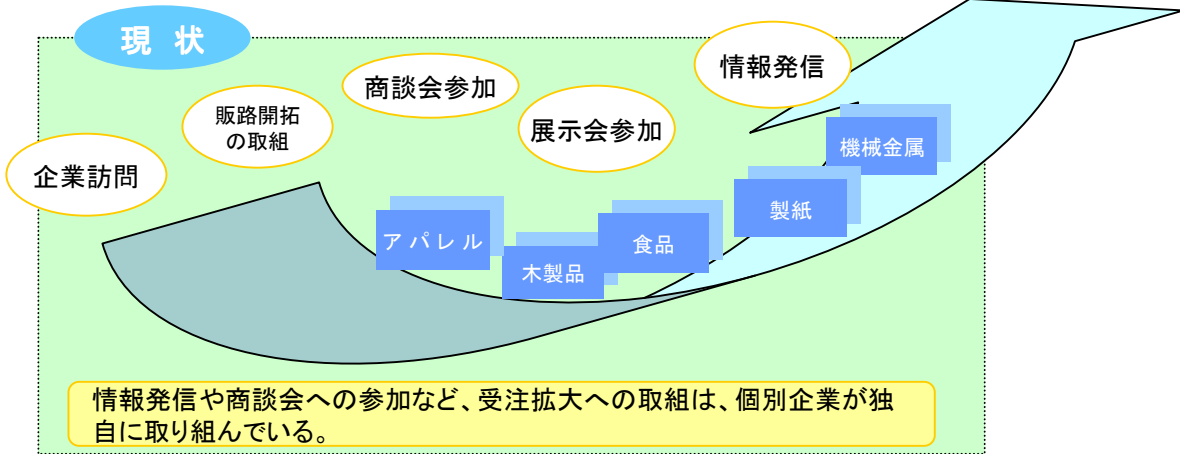 現 状
情報発信
商談会参加
販路開拓
の取組
展示会参加
企業訪問
機械金属
製紙
アパレル
食品
木製品
情報発信や商談会への参加など、受注拡大への取組は、個別企業が独
自に取り組んでいる。